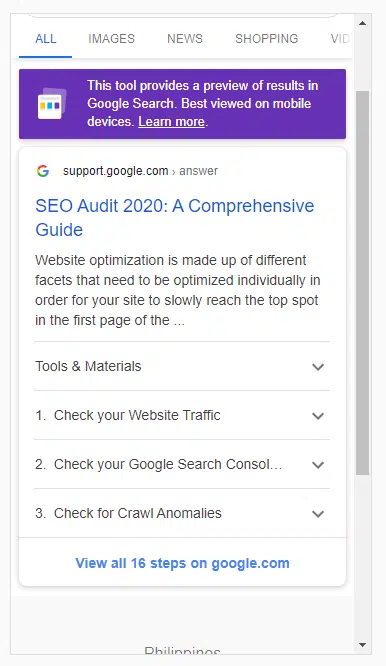 ALL IMAGES NEWS SHOPPING VID
This tool provides a preview of results in
Google Search. Best viewed on mobile
devices. Learn more.
support.google.com › answer
SEO Audit 2020: A Comprehensive
Guide
Website optimization is made up of different
facets that need to be optimized individually in
order for your site to slowly reach the top spot
in the first page of the ...
Tools & Materials
1. Check your Website Traffic
2. Check your Google Search Consol...
3. Check for Crawl Anomalies
View all 16 steps on google.com
Philippines